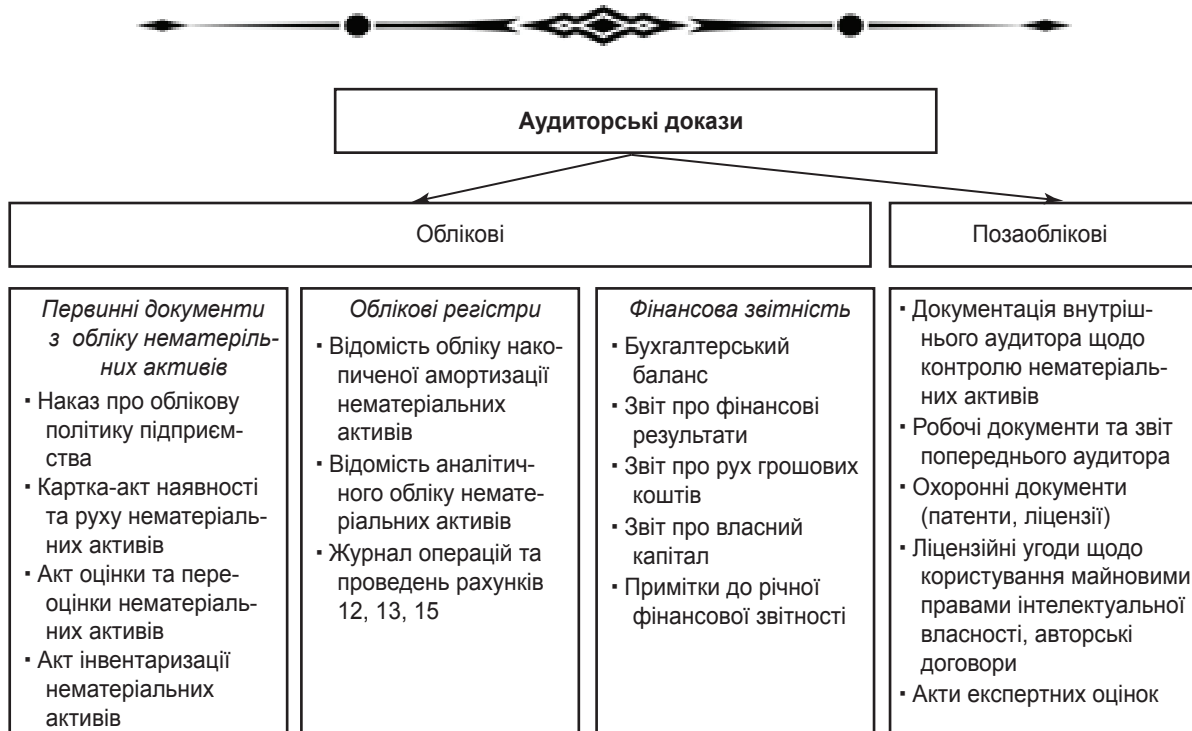 Аудиторські докази
Облікові
Позаоблікові
Первинні документи
з обліку нематеріль-
них активів
▪ Наказ про облікову
політику підприєм-
ства
▪ Картка-акт наявності
та руху нематеріаль-
них активів
▪ Акт оцінки та пере-
оцінки нематеріаль-
них активів
▪ Акт інвентаризації
нематеріальних
активів
Облікові регістри
▪ Відомість обліку нако-
пиченої амортизації
нематеріальних
активів
▪ Відомість аналітич-
ного обліку немате-
ріальних активів
▪ Журнал операцій та
проведень рахунків
12, 13, 15
Фінансова звітність
▪ Бухгалтерський
баланс
▪ Звіт про фінансові
результати
▪ Звіт про рух грошових
коштів
▪ Звіт про власний
капітал
▪ Примітки до річної
фінансової звітності
▪ Документація внутріш-
нього аудитора щодо
контролю нематеріаль-
них активів
▪ Робочі документи та звіт
попереднього аудитора
▪ Охоронні документи
(патенти, ліцензії)
▪ Ліцензійні угоди щодо
користування майновими
правами інтелектуальної
власності, авторські
договори
▪ Акти експертних оцінок